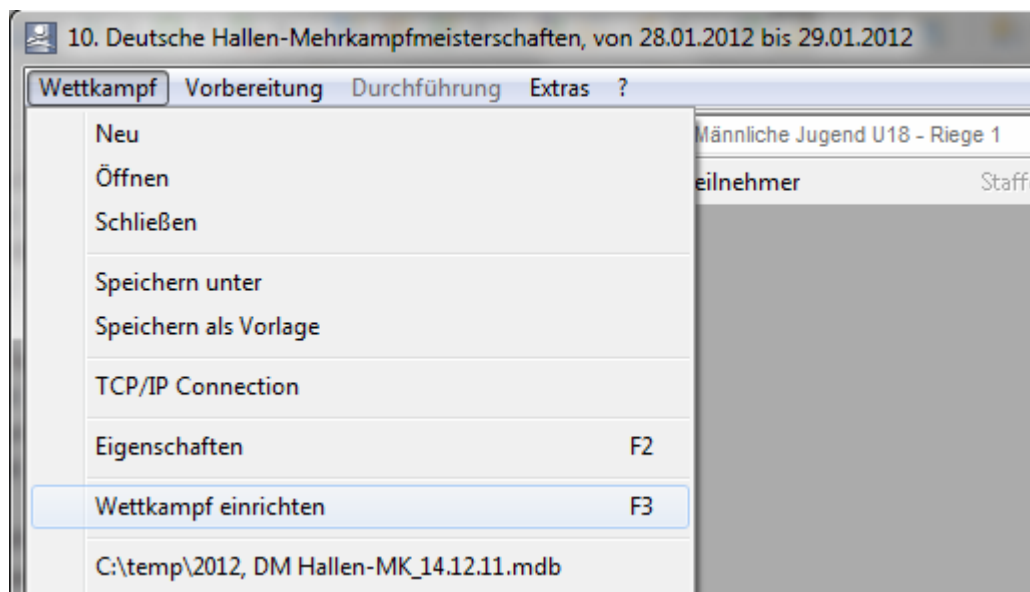 10. Deutsche Hallen-Mehrkampfmeisterschaften, von 28.01.2012 bis 29.01.2012
Wettkampf Vorbereitung Durchführung Extras ?
Neu
Männliche Jugend U18 - Riege 1
Öffnen
eilnehmer Staff
Schließen
Speichern unter
Speichern als Vorlage
TCP/IP Connection
Eigenschaften F2
Wettkampf einrichten F3
C:\temp\2012, DM Hallen-MK_14.12.11.mdb